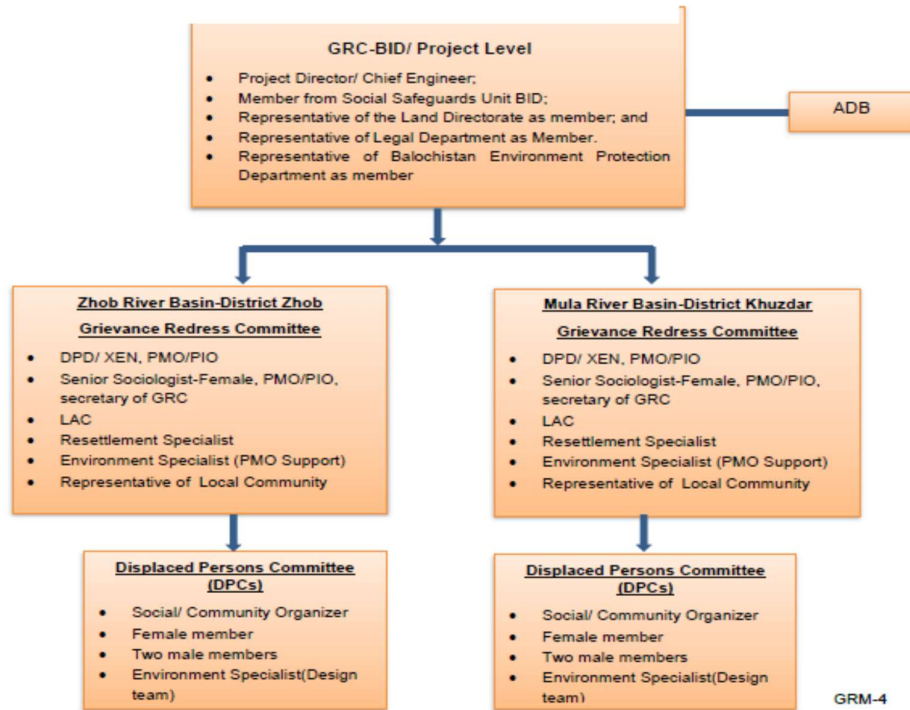 GRC-BID/ Project Level
• Project Director/ Chief Engineer;
• Member from Social Safeguards Unit BID;
• Representative of the Land Directorate as member; and
• Representative of Legal Department as Member.
• Representative of Balochistan Environment Protection
Department as member
ADB
Zhob River Basin-District Zhob
Grievance Redress Committee
• DPD/ XEN, PMO/PIO
• Senior Sociologist-Female, PMO/PIO,
secretary of GRC
• LAC
• Resettlement Specialist
• Environment Specialist (PMO Support)
• Representative of Local Community
Mula River Basin-District Khuzdar
Grievance Redress Committee
• DPD/ XEN, PMO/PIO
• Senior Sociologist-Female, PMO/PIO,
secretary of GRC
• LAC
• Resettlement Specialist
• Environment Specialist (PMO Support)
• Representative of Local Community
Displaced Persons Committee
(DPCs)
• Social/ Community Organizer
• Female member
• Two male members
• Environment Specialist(Design
team)
Displaced Persons Committee
(DPCs)
• Social/ Community Organizer
• Female member
• Two male members
• Environment Specialist(Design
team)
GRM-4